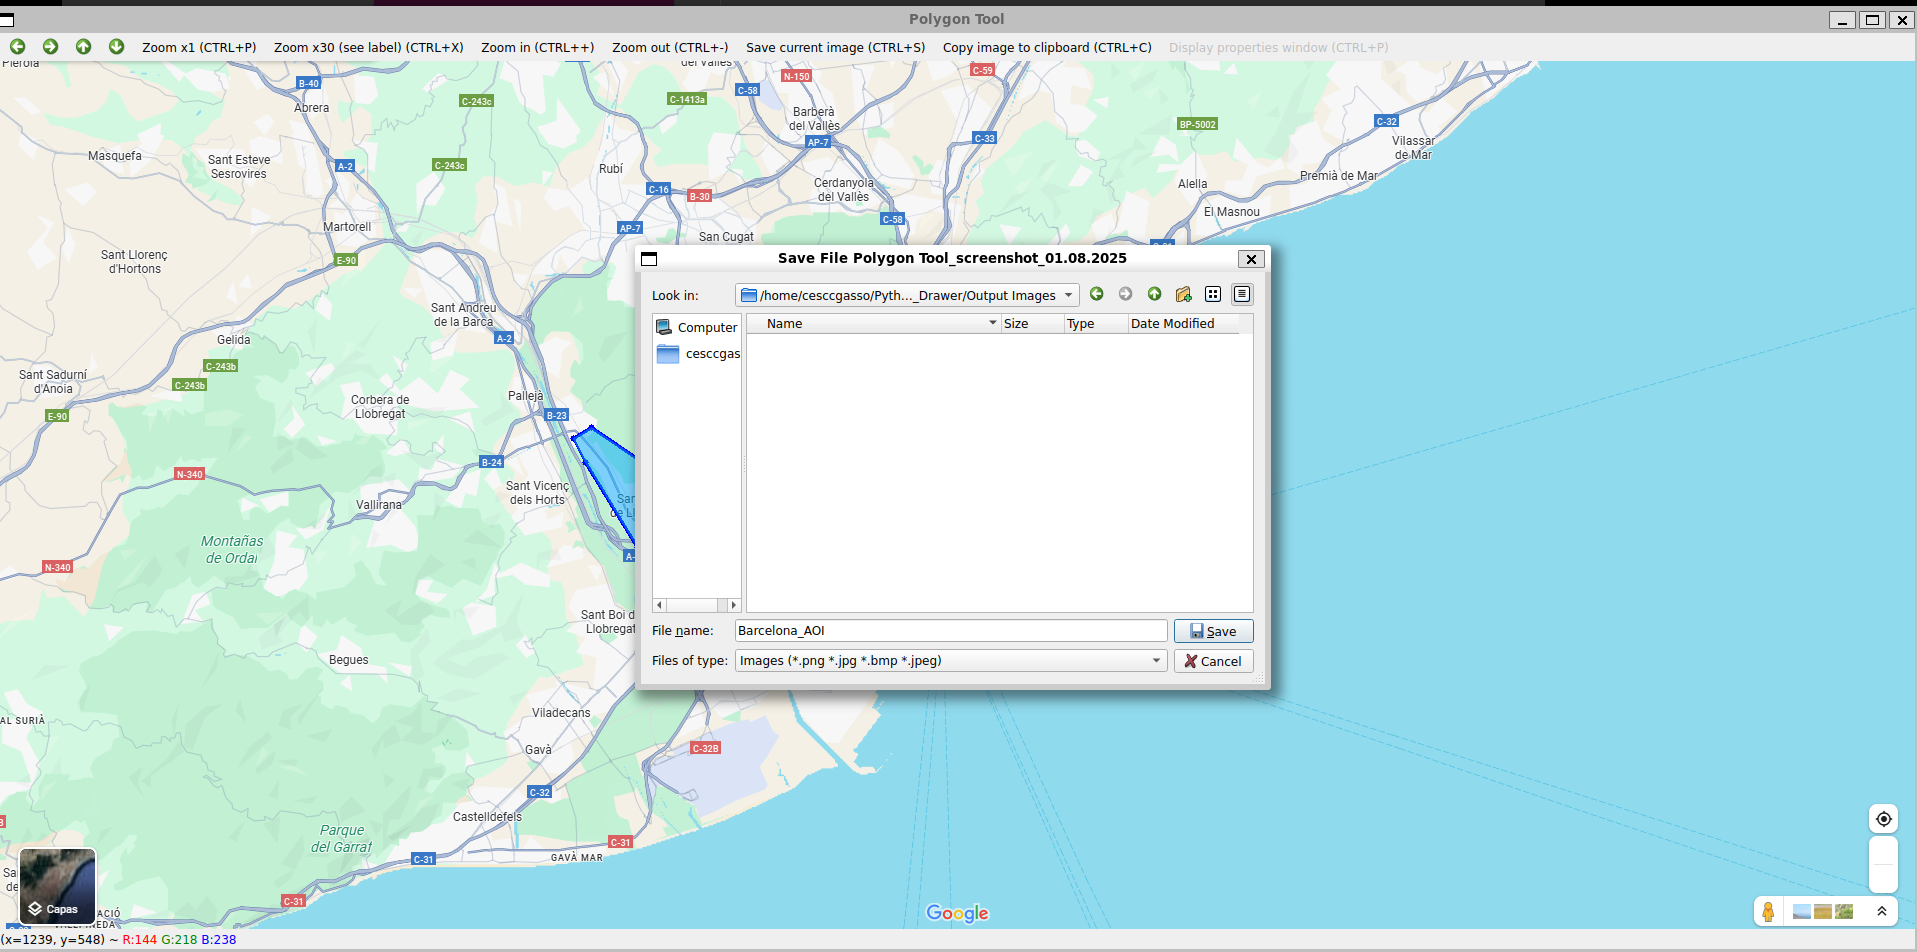 Polygon Tool
Zoom x1 (CTRL+P) Zoom x30 (see label) (CTRL+X) Zoom in (CTRL++) Zoom out (CTRL+-) Save current image (CTRL+S) Copy image to clipboard (CTRL+C) Display properties window (CTRL+P)
Pierola
del Vallès
B-40
Abrera
C-243c
C-1413a
C-58
N-150
C-59
Barberà
del Vallès
AP-7
C-33
BP-5002
C-32
Vilassar
de Mar
Masquefa
Sant Esteve
Sesrovires
A-2
C-243c
Rubí
C-16
B-30
Cerdanyola
del Vallès
Alella
Premià de Mar
El Masnou
Martorell
AP-7
C-58
San Cugat
Sant Llorenç
d'Hortons
E-90
Save File Polygon Tool_screenshot_01.08.2025
Look in:
/home/cesccgasso/Pyth..._Drawer/Output Images
Computer
cesccgas
Name Size Type Date Modified
Sant Andreu
de la Barca
A-2
Gelida
C-243b
C-243b
Sant Sadurní
d'Anoia
E-90
Corbera de
Llobregat
Pallejà
B-23
B-24
N-340
Sant Vicenç
dels Horts
Vallirana
Montañas
de Ordal
N-340
Sant Boi d
Llobregat
File name: Barcelona_AOI Save
Files of type: Images (*.png *.jpg *.bmp *.jpeg) Cancel
Begues
AL SURIÀ
Viladecans
Gavà
C-32B
C-32
Castelldefels
Parque
del Garraf
C-31
GAVÀ MAR
C-31
C-31
Capas
Google
(x=1239, y=548) ~ R:144 G:218 B:238